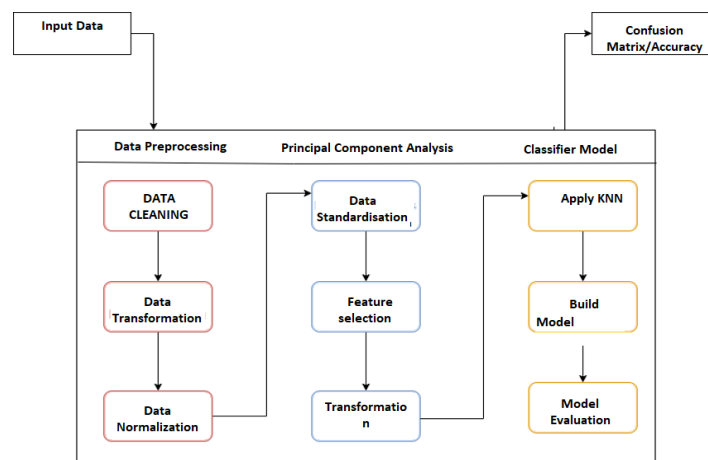 Input Data
Confusion
Matrix/Accuracy
Data Preprocessing
Principal Component Analysis
Classifier Model
DATA
CLEANING
Data
Transformation
Data
Normalization
Data
Standardisation
Feature
selection
Transformatio
n
Apply KNN
Build
Model
Model
Evaluation